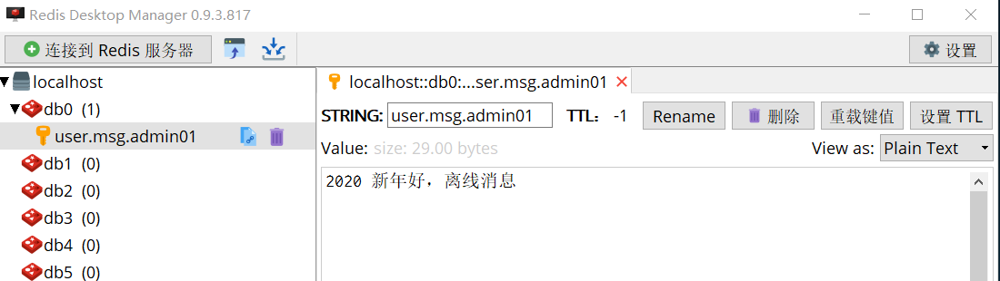 Redis Desktop Manager 0.9.3.817
连接到 Redis 服务器
设置
localhost
db0 (1)
user.msg.admin01
db1 (0)
db2 (0)
db3 (0)
db4 (0)
db5 (0)
localhost::db0:...ser.msg.admin01
STRING: user.msg.admin01 TTL: -1 Rename 删除 重载键值 设置 TTL
Value: size: 29.00 bytes View as: Plain Text
2020 新年好，离线消息